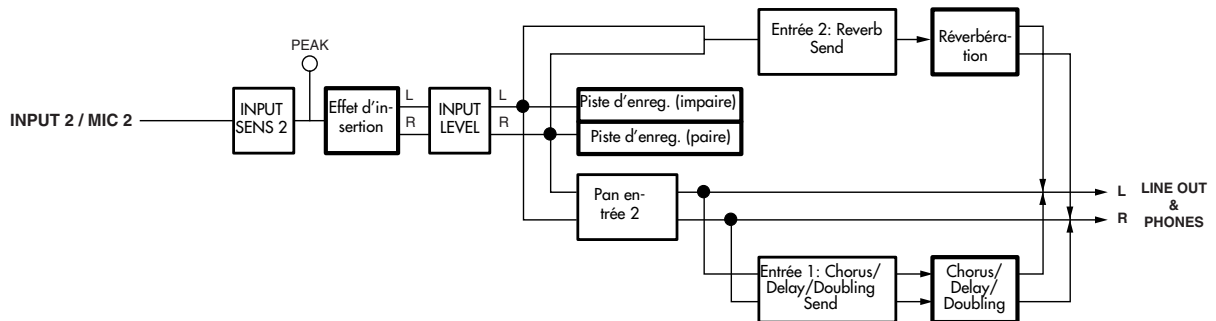 PEAK
INPUT 2 / MIC 2
INPUT
SENS 2
Effet d'in-
sertion
L
R
INPUT
LEVEL
L
R
Entrée 2: Reverb
Send
Réverbéra-
tion
Piste d'enreg. (impaire)
Piste d'enreg. (paire)
Pan en-
trée 2
L
R
LINE OUT
&
PHONES
Entrée 1: Chorus/
Delay/Doubling
Send
Chorus/
Delay/
Doubling